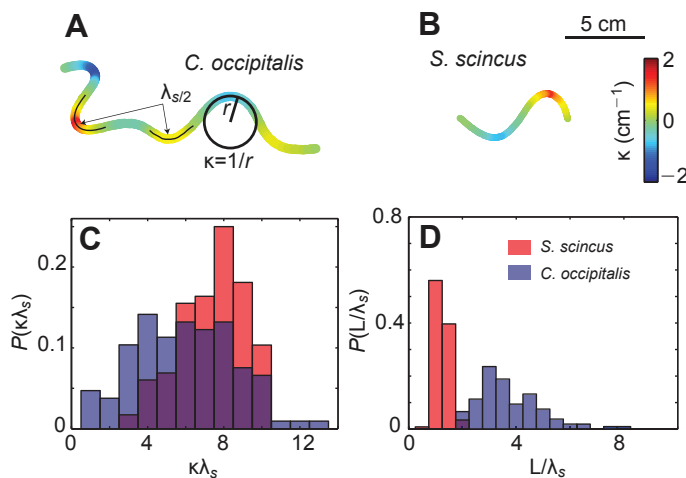 A
C. occipitalis
λs/2
r
κ=1/r
B
5 cm
S. scincus
2
0
−2
κ (cm−1)
C
P(κλs)
0.2
0.1
0
0
4
8
12
κλs
D
S. scincus
C. occipitalis
P(L/λs)
0.8
0.4
0
0
4
8
L/λs